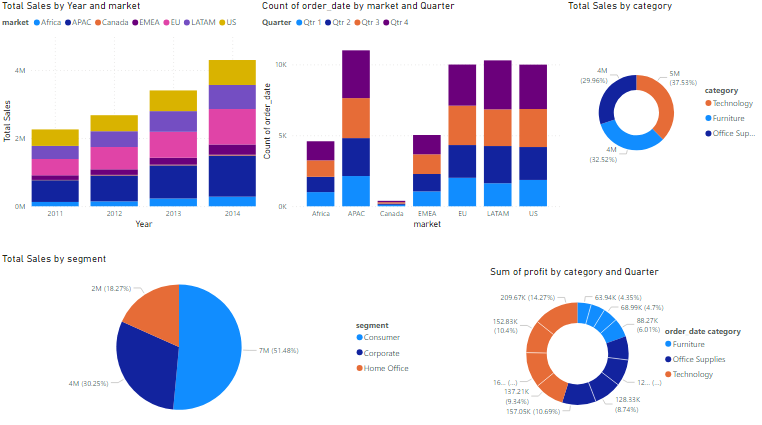 Total Sales by Year and market
market Africa APAC Canada EMEA EU LATAM US
Total Sales
4M
2M
0M
2011 2012 2013 2014
Year
Count of order_date by market and Quarter
Quarter Qtr 1 Qtr 2 Qtr 3 Qtr 4
Count of order_date
10K
5K
0K
Africa APAC Canada EMEA EU LATAM US
market
Total Sales by category
4M
(29.96%)
5M
(37.53%)
4M
(32.52%)
category
Technology
Furniture
Office Sup...
Total Sales by segment
2M (18.27%)
7M (51.48%)
4M (30.25%)
segment
Consumer
Corporate
Home Office
Sum of profit by category and Quarter
209.67K (14.27%)
63.94K (4.35%)
68.99K (4.7%)
88.27K
(6.01%)
152.83K
(10.4%)
16... (...)
12... (...)
137.21K
(9.34%)
128.33K
(8.74%)
157.05K (10.69%)
order_date category
Furniture
Office Supplies
Technology